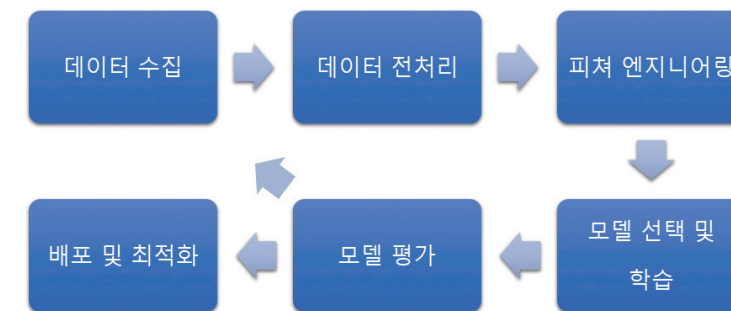 데이터 수집
데이터 전처리
피쳐 엔지니어링
모델 선택 및
학습
모델 평가
배포 및 최적화